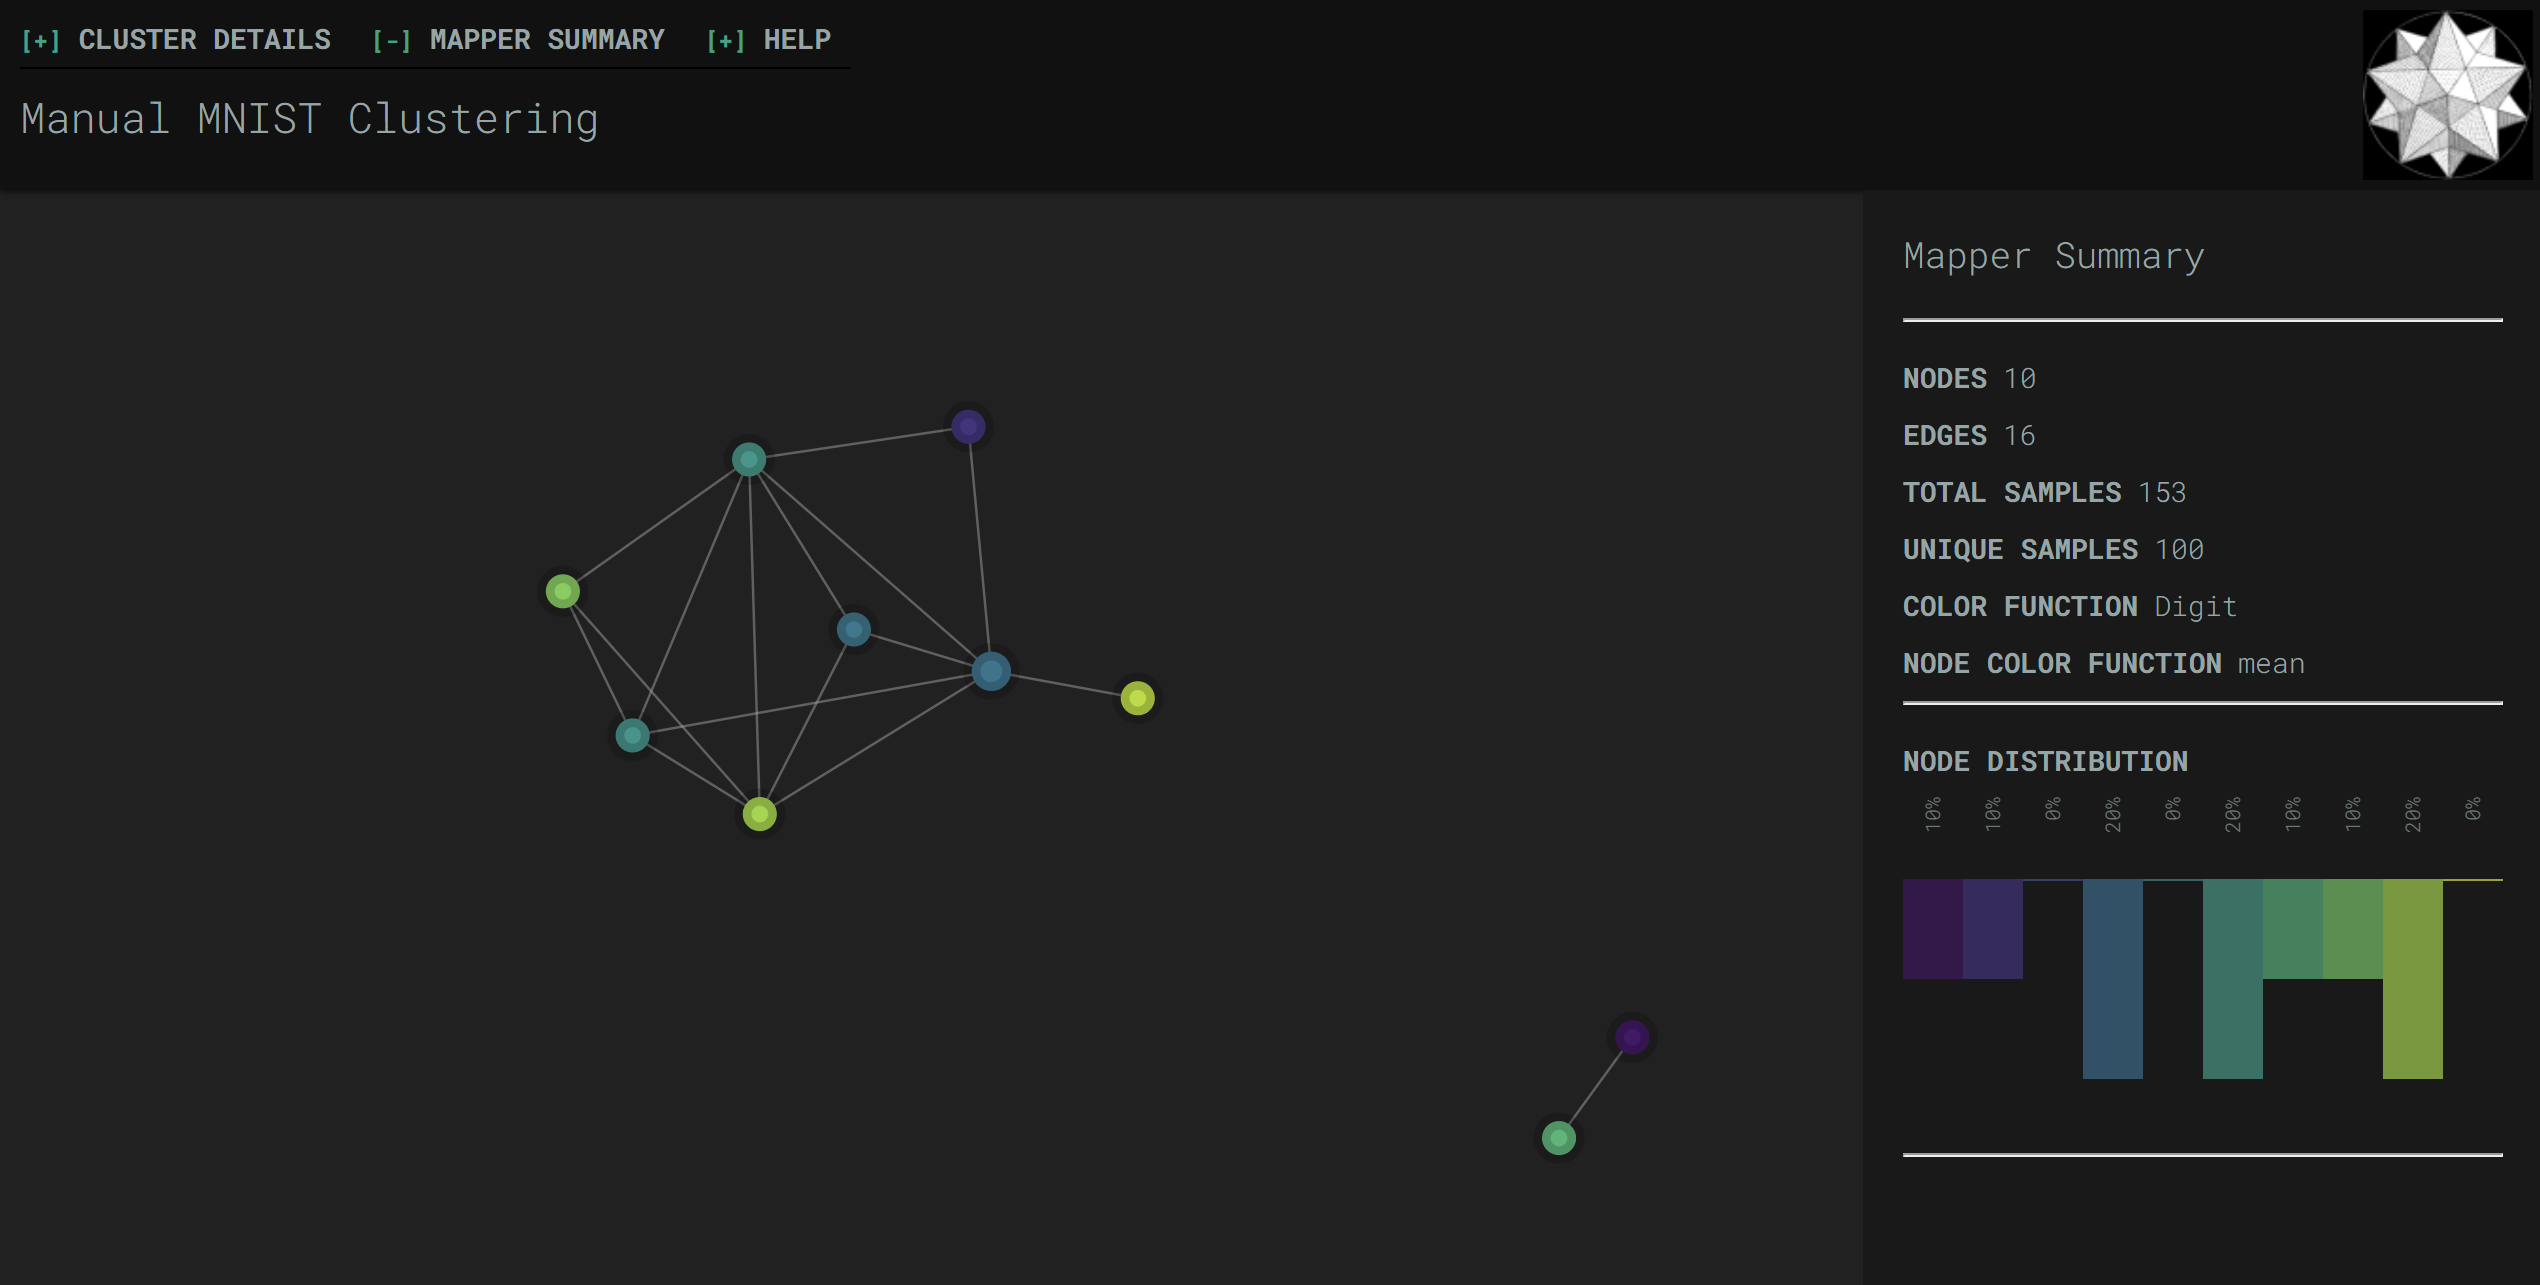 [+] CLUSTER DETAILS [-] MAPPER SUMMARY [+] HELP
Manual MNIST Clustering
Mapper Summary
NODES 10
EDGES 16
TOTAL SAMPLES 153
UNIQUE SAMPLES 100
COLOR FUNCTION Digit
NODE COLOR FUNCTION mean
NODE DISTRIBUTION
10% 10% 0% 20% 0% 20% 10% 10% 20% 0%